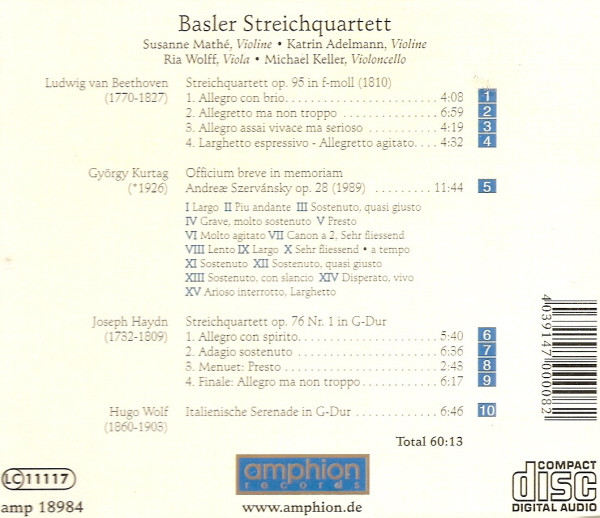 Basler Streichquartett
Susanne Mathé, Violine • Katrin Adelmann, Violine
Ria Wolff, Viola • Michael Keller, Violoncello
Ludwig van Beethoven
(1770-1827)
Streichquartett op. 95 in f-moll (1810)
1. Allegro con brio. . . . . . . . . . . . . . . . . . . . . . . . . 4:08 1
2. Allegretto ma non troppo . . . . . . . . . . . . . . . . 6:59 2
3. Allegro assai vivace ma serioso . . . . . . . . . . . . 4:19 3
4. Larghetto espressivo - Allegretto agitato. . . . 4:32 4
György Kurtag
(*1926)
Officium breve in memoriam
Andreæ Szervánsky op. 28 (1989) . . . . . . . . . 11:44 5
I Largo II Piu andante III Sostenuto, quasi giusto
IV Grave, molto sostenuto V Presto
VI Molto agitato VII Canon a 2, Sehr fliessend
VIII Lento IX Largo X Sehr fliessend • a tempo
XI Sostenuto XII Sostenuto, quasi giusto
XIII Sostenuto, con slancio XIV Disperato, vivo
XV Arioso interrotto, Larghetto
Joseph Haydn
(1732-1809)
Streichquartett op. 76 Nr. 1 in G-Dur
1. Allegro con spirito. . . . . . . . . . . . . . . . . . . . . . 5:40 6
2. Adagio sostenuto . . . . . . . . . . . . . . . . . . . . . . . 6:36 7
3. Menuet: Presto . . . . . . . . . . . . . . . . . . . . . . . . . 2:43 8
4. Finale: Allegro ma non troppo . . . . . . . . . . . . . 6:17 9
Hugo Wolf
(1860-1903)
Italienische Serenade in G-Dur . . . . . . . . . . . . 6:46 10
Total 60:13
4039147000082
LC 11117
amp 18984
amphion
records
www.amphion.de
COMPACT
disc
DIGITAL AUDIO